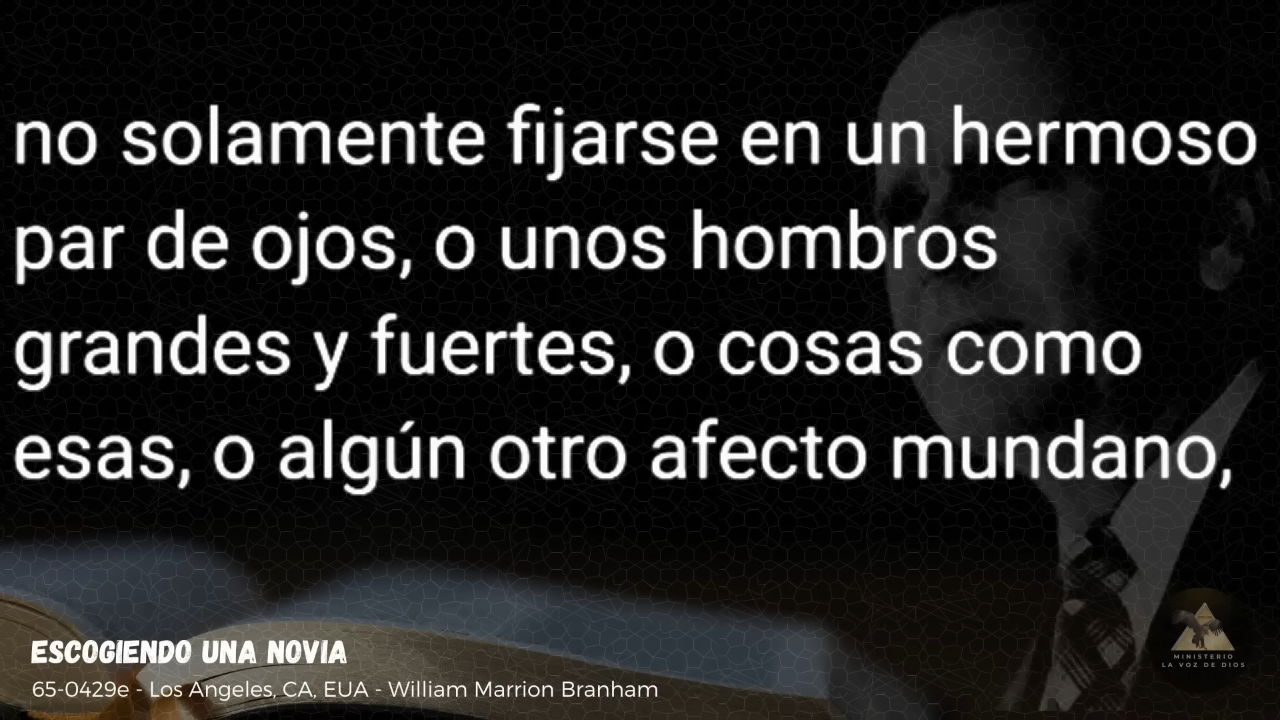 no solamente fijarse en un hermoso
par de ojos, o unos hombros
grandes y fuertes, o cosas como
esas, o algún otro afecto mundano,
ESCOGIENDO UNA NOVIA
65-0429e - Los Angeles, CA, EUA - William Marrion Branham
MINISTERIO
LA VOZ DE DIOS